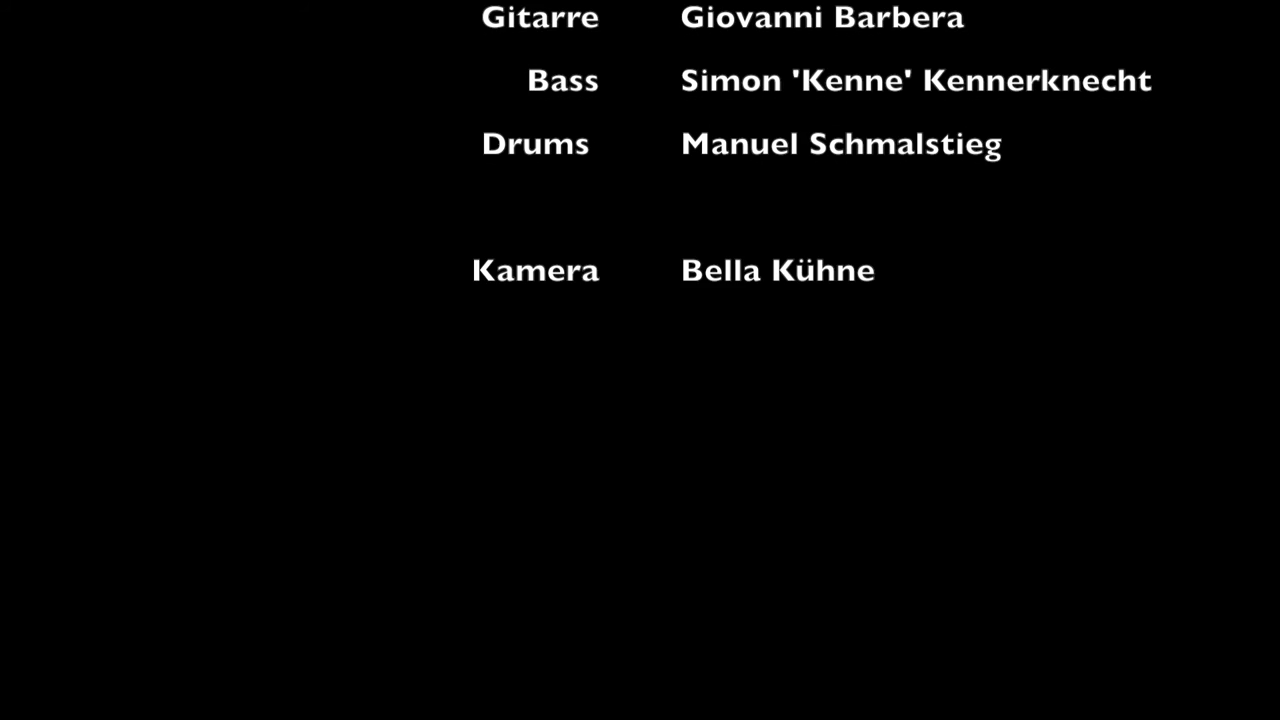 Gitarre Giovanni Barbera
Bass Simon 'Kenne' Kennerknecht
Drums Manuel Schmalstieg
Kamera Bella Kühne